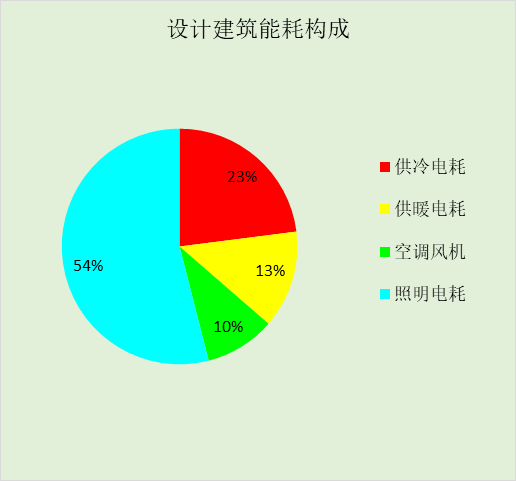 设计建筑能耗构成
23%
13%
10%
54%
供冷电耗
供暖电耗
空调风机
照明电耗